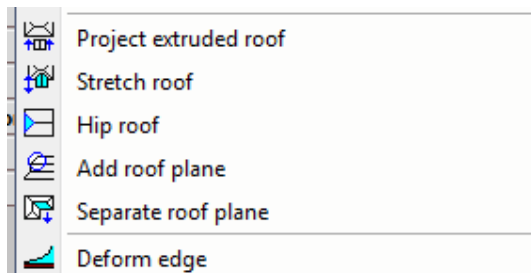 Project extruded roof
Stretch roof
Hip roof
Add roof plane
Separate roof plane
Deform edge